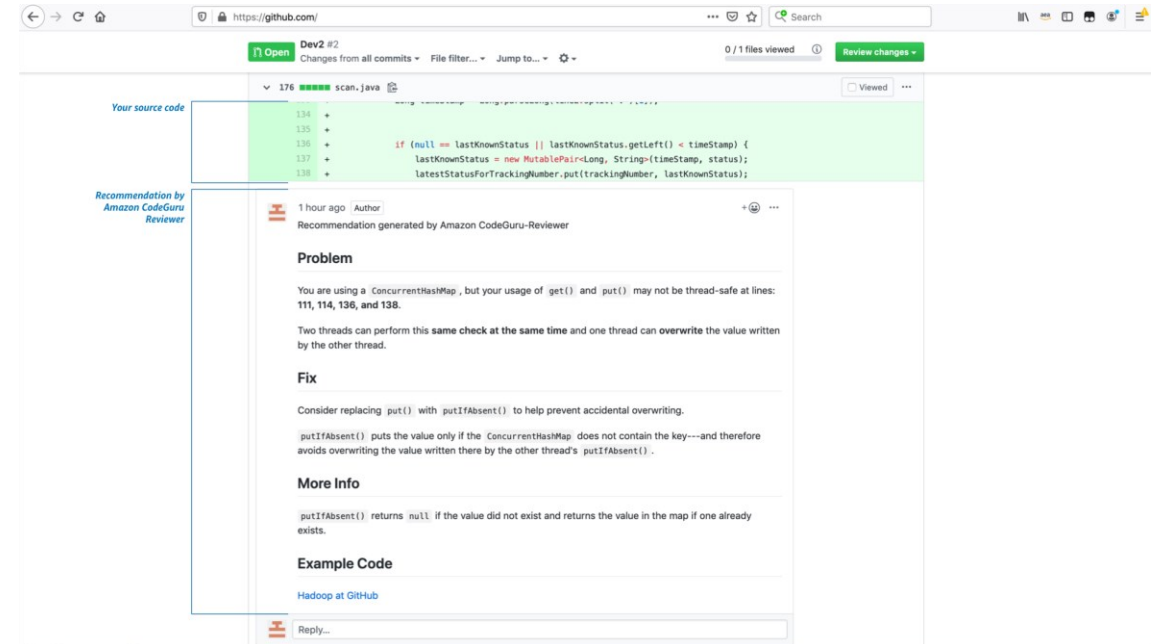 https://github.com/
Search
Open
Dev2 #2
Changes from all commits File filter... Jump to...
0 / 1 files viewed
Review changes
176 scan.java
Viewed
Your source code
134 +
135 +
136 + if (null == lastKnownStatus || lastKnownStatus.getLeft() < timeStamp) {
137 + lastKnownStatus = new MutablePair<Long, String>(timeStamp, status);
138 + latestStatusForTrackingNumber.put(trackingNumber, lastKnownStatus);
Recommendation by
Amazon CodeGuru
Reviewer
1 hour ago Author
Recommendation generated by Amazon CodeGuru-Reviewer
Problem
You are using a ConcurrentHashMap , but your usage of get() and put() may not be thread-safe at lines:
111, 114, 136, and 138.
Two threads can perform this same check at the same time and one thread can overwrite the value written
by the other thread.
Fix
Consider replacing put() with putIfAbsent() to help prevent accidental overwriting.
putIfAbsent() puts the value only if the ConcurrentHashMap does not contain the key---and therefore
avoids overwriting the value written there by the other thread's putIfAbsent() .
More Info
putIfAbsent() returns null if the value did not exist and returns the value in the map if one already
exists.
Example Code
Hadoop at GitHub
Reply...